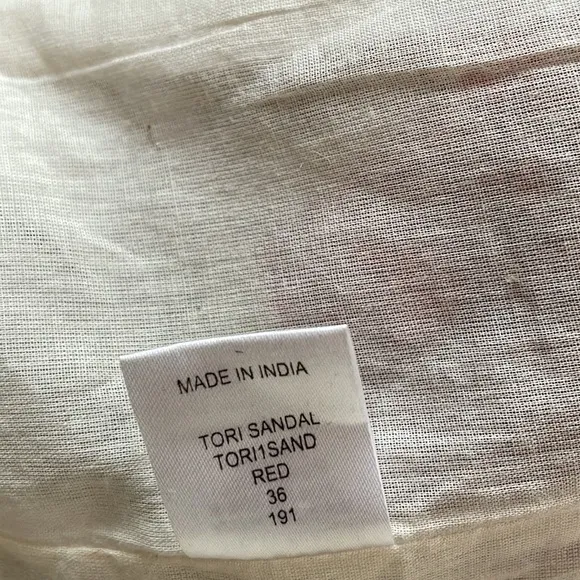 MADE IN INDIA
TORI SANDAL
TORI1SAND
RED
36
191